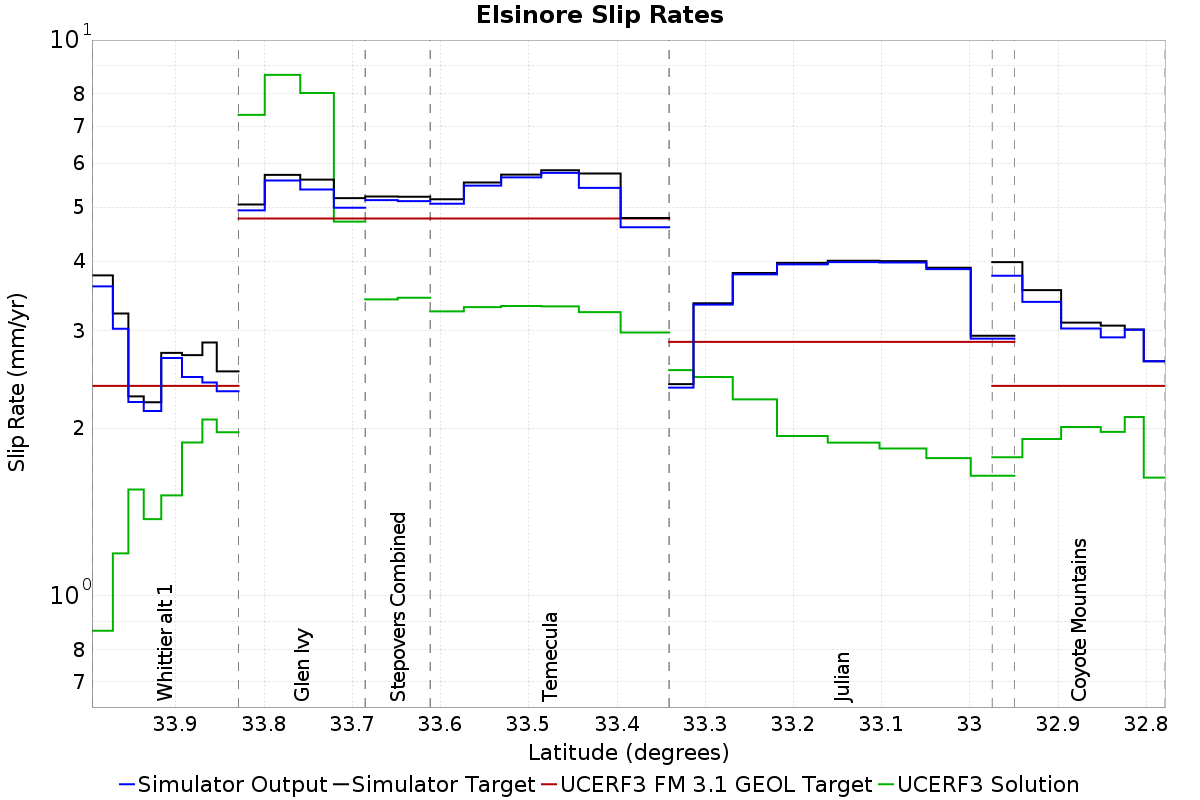 Elsinore Slip Rates
Slip Rate (mm/yr)
10^1
8
7
6
5
4
3
2
10^0
8
7
Whittier alt 1
Glen Ivy
Stepovers Combined
Temecula
Julian
Coyote Mountains
33.9 33.8 33.7 33.6 33.5 33.4 33.3 33.2 33.1 33 32.9 32.8
Latitude (degrees)
Simulator Output Simulator Target UCERF3 FM 3.1 GEOL Target UCERF3 Solution